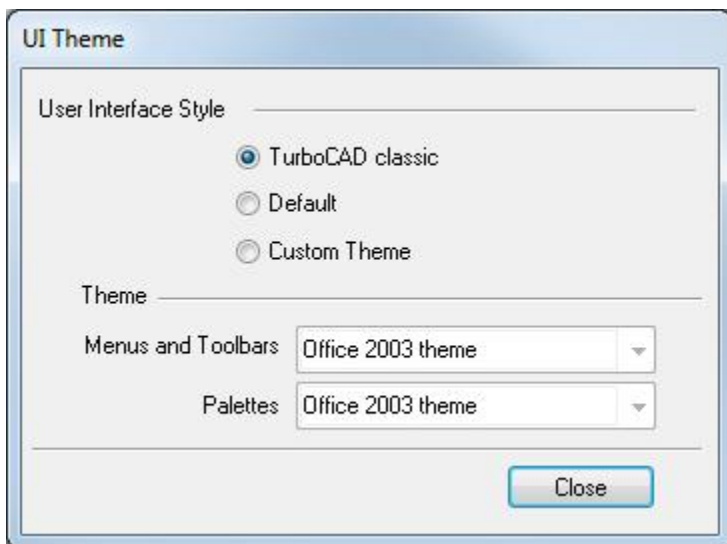 UI Theme
User Interface Style
TurboCAD classic
Default
Custom Theme
Theme
Menus and Toolbars Office 2003 theme
Palettes Office 2003 theme
Close